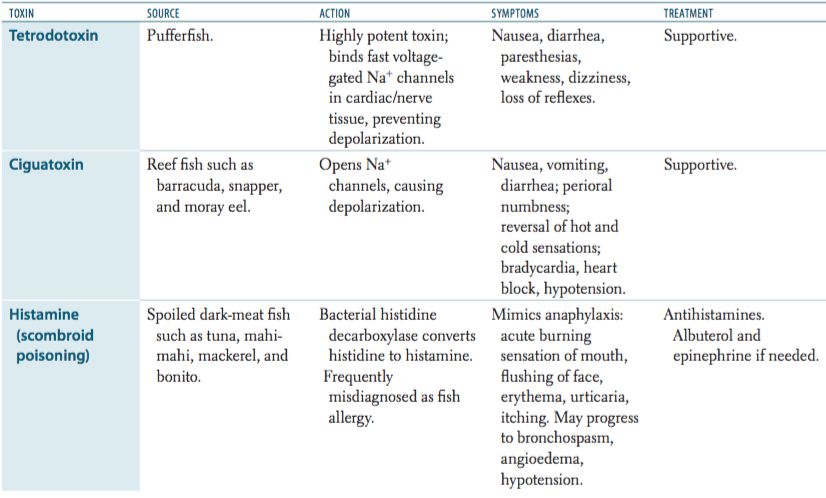 TOXIN SOURCE ACTION SYMPTOMS TREATMENT
Tetrodotoxin
Pufferfish.
Highly potent toxin;
binds fast voltage-
gated Na⁺ channels
in cardiac/nerve
tissue, preventing
depolarization.
Nausea, diarrhea,
paresthesias,
weakness, dizziness,
loss of reflexes.
Supportive.
Ciguatoxin
Reef fish such as
barracuda, snapper,
and moray eel.
Opens Na⁺
channels, causing
depolarization.
Nausea, vomiting,
diarrhea; perioral
numbness;
reversal of hot and
cold sensations;
bradycardia, heart
block, hypotension.
Supportive.
Histamine
(scombroid
poisoning)
Spoiled dark-meat fish
such as tuna, mahi-
mahi, mackerel, and
bonito.
Bacterial histidine
decarboxylase converts
histidine to histamine.
Frequently
misdiagnosed as fish
allergy.
Mimics anaphylaxis:
acute burning
sensation of mouth,
flushing of face,
erythema, urticaria,
itching. May progress
to bronchospasm,
angioedema,
hypotension.
Antihistamines.
Albuterol and
epinephrine if needed.